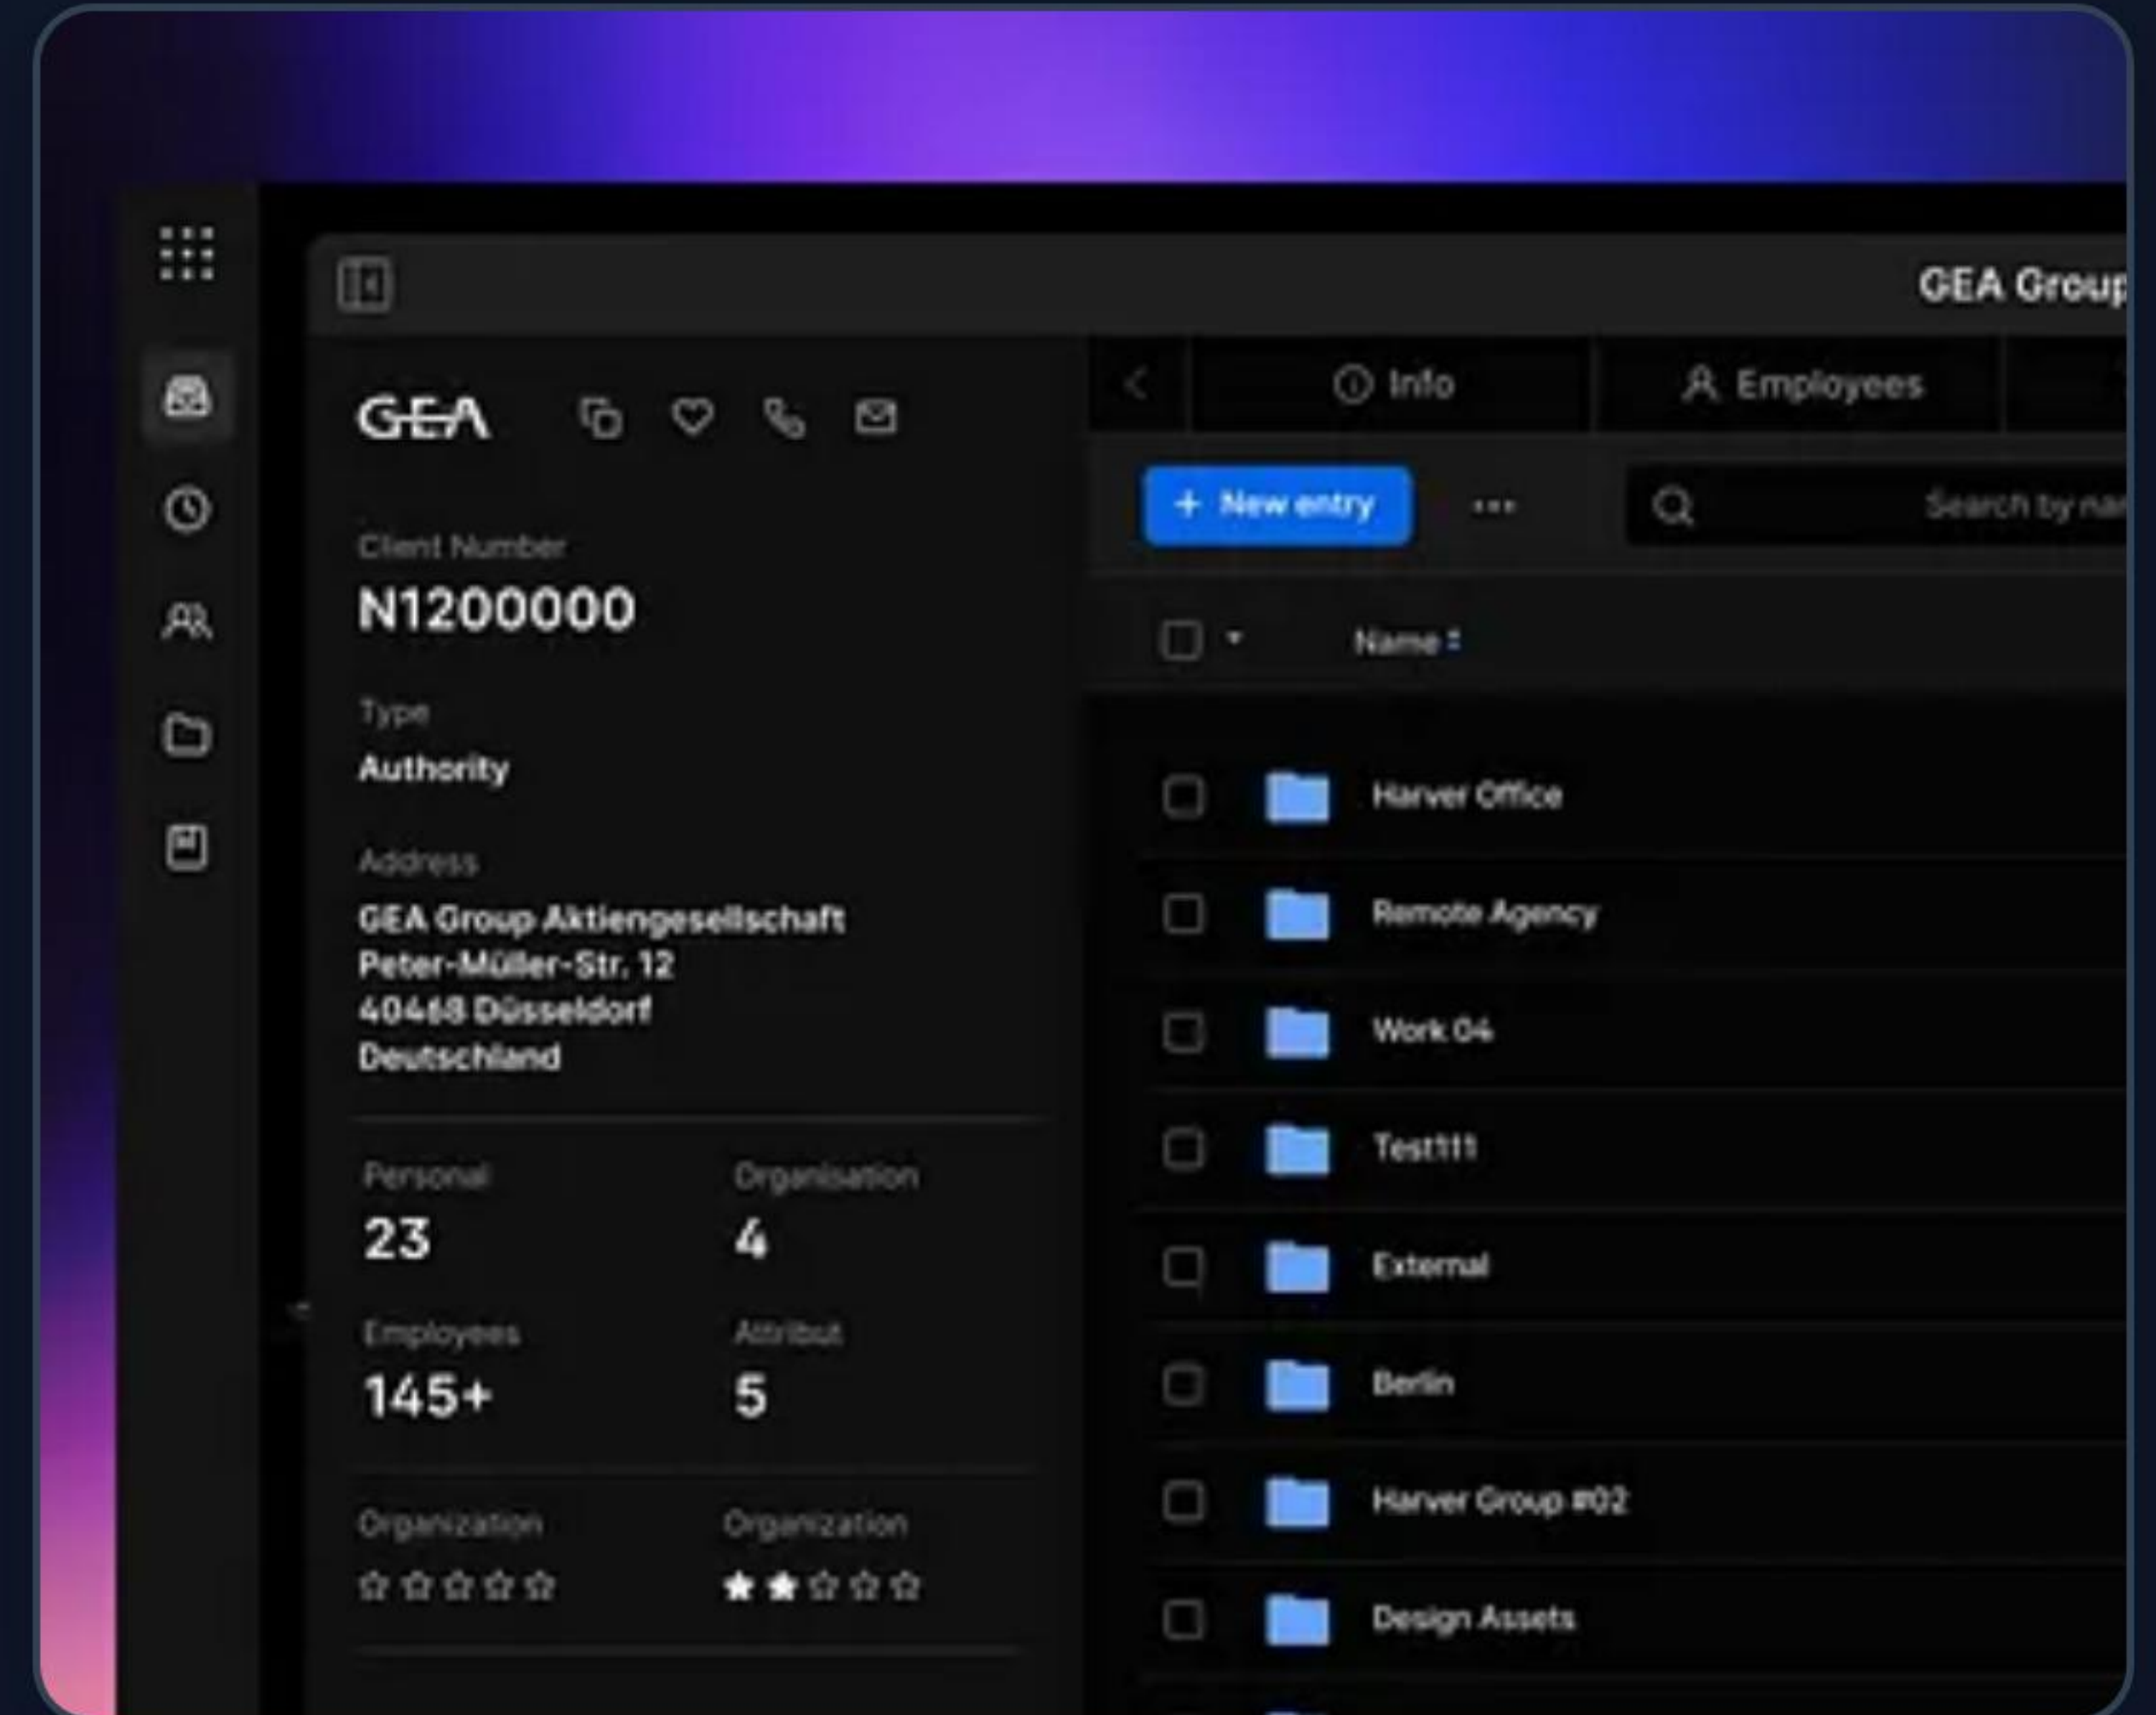 GEA Group
GEA
Info
Employees
New entry
Search by
Client Number
N1200000
Name
Type
Authority
Harver Office
Address
GEA Group Aktiengesellschaft
Peter-Müller-Str. 12
40468 Düsseldorf
Deutschland
Remote Agency
Work 04
Test111
Personal
23
Organisation
4
Employees
145+
Attribut
5
External
Berlin
Harver Group #02
Organization
Organization
Design Assets